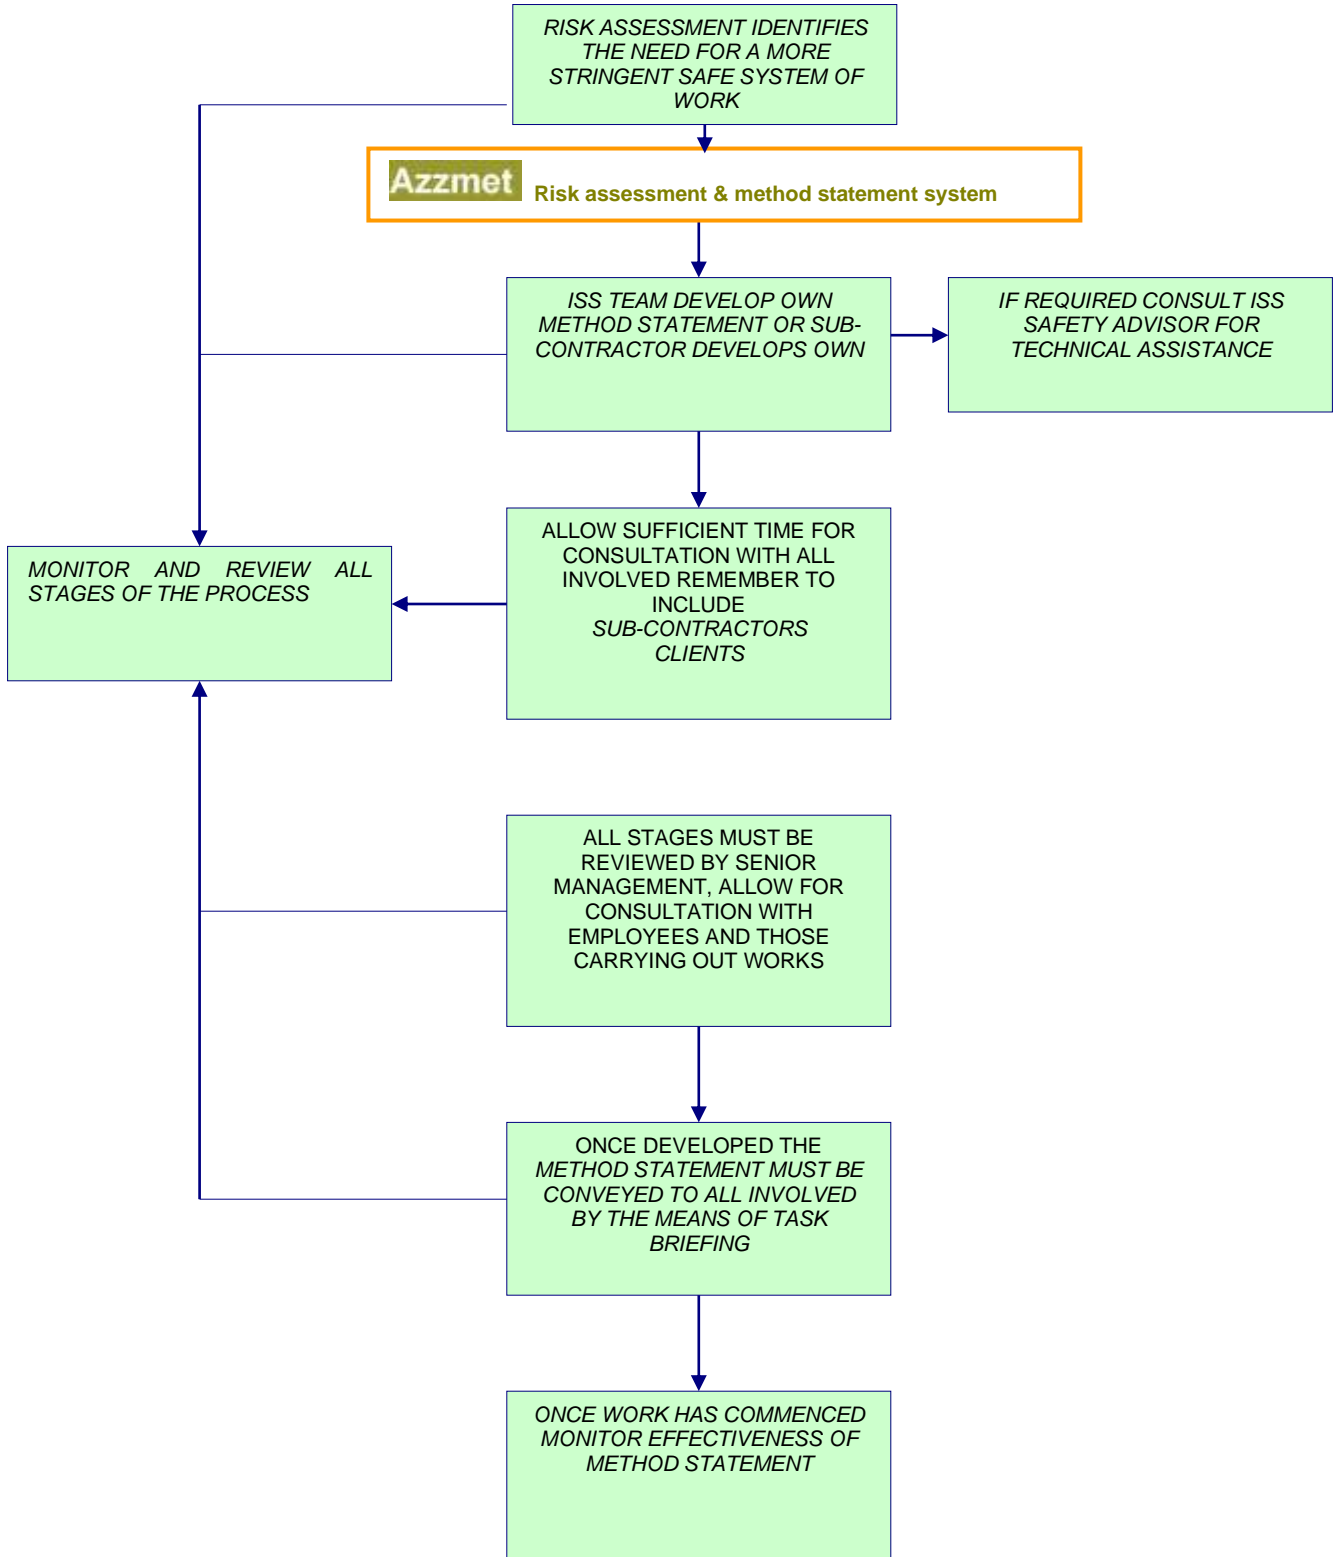 RISK ASSESSMENT IDENTIFIES
THE NEED FOR A MORE
STRINGENT SAFE SYSTEM OF
WORK
Azzmet Risk assessment & method statement system
ISS TEAM DEVELOP OWN
METHOD STATEMENT OR SUB-
CONTRACTOR DEVELOPS OWN
IF REQUIRED CONSULT ISS
SAFETY ADVISOR FOR
TECHNICAL ASSISTANCE
ALLOW SUFFICIENT TIME FOR
CONSULTATION WITH ALL
INVOLVED REMEMBER TO
INCLUDE
SUB-CONTRACTORS
CLIENTS
MONITOR AND REVIEW ALL
STAGES OF THE PROCESS
ALL STAGES MUST BE
REVIEWED BY SENIOR
MANAGEMENT, ALLOW FOR
CONSULTATION WITH
EMPLOYEES AND THOSE
CARRYING OUT WORKS
ONCE DEVELOPED THE
METHOD STATEMENT MUST BE
CONVEYED TO ALL INVOLVED
BY THE MEANS OF TASK
BRIEFING
ONCE WORK HAS COMMENCED
MONITOR EFFECTIVENESS OF
METHOD STATEMENT